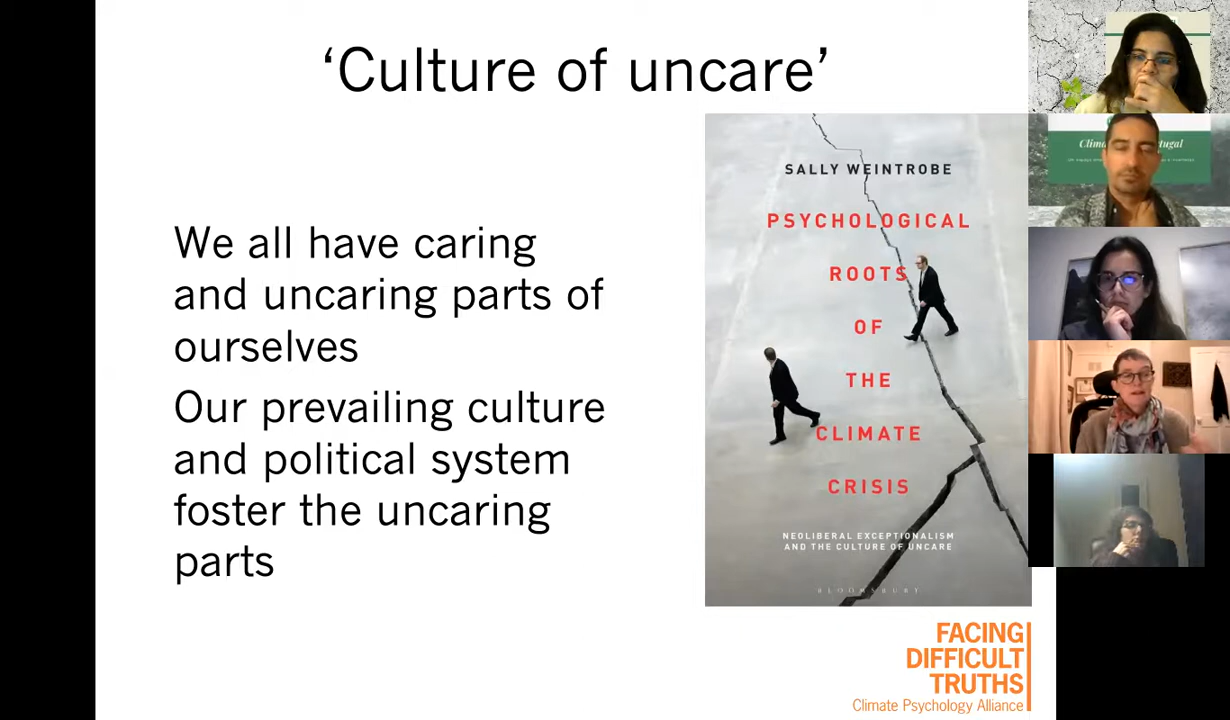 ‘Culture of uncare’
We all have caring
and uncaring parts of
ourselves
Our prevailing culture
and political system
foster the uncaring
parts
SALLY WEINTROBE
PSYCHOLOGICAL
ROOTS
OF
THE
CLIMATE
CRISIS
NEOLIBERAL EXCEPTIONALISM
AND THE CULTURE OF UNCARE
BLOOMSBURY
FACING
DIFFICULT
TRUTHS
Climate Psychology Alliance